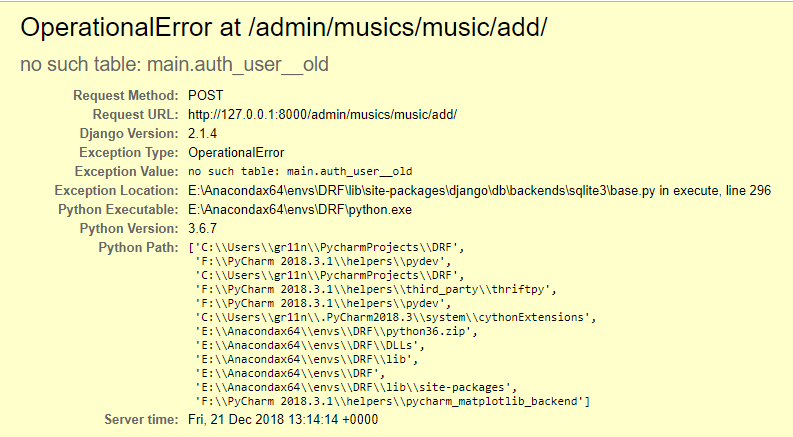 OperationalError at /admin/musics/music/add/
no such table: main.auth_user__old
Request Method: POST
Request URL: http://127.0.0.1:8000/admin/musics/music/add/
Django Version: 2.1.4
Exception Type: OperationalError
Exception Value: no such table: main.auth_user__old
Exception Location: E:\Anacondax64\envs\DRF\lib\site-packages\django\db\backends\sqlite3\base.py in execute, line 296
Python Executable: E:\Anacondax64\envs\DRF\python.exe
Python Version: 3.6.7
Python Path: ['C:\\Users\\gr11n\\PycharmProjects\\DRF',
'F:\\PyCharm 2018.3.1\\helpers\\pydev',
'C:\\Users\\gr11n\\PycharmProjects\\DRF',
'F:\\PyCharm 2018.3.1\\helpers\\third_party\\thriftpy',
'F:\\PyCharm 2018.3.1\\helpers\\pydev',
'C:\\Users\\gr11n\\.PyCharm2018.3\\system\\cythonExtensions',
'E:\\Anacondax64\\envs\\DRF\\python36.zip',
'E:\\Anacondax64\\envs\\DRF\\DLLs',
'E:\\Anacondax64\\envs\\DRF\\lib',
'E:\\Anacondax64\\envs\\DRF',
'E:\\Anacondax64\\envs\\DRF\\lib\\site-packages',
'F:\\PyCharm 2018.3.1\\helpers\\pycharm_matplotlib_backend']
Server time: Fri, 21 Dec 2018 13:14:14 +0000